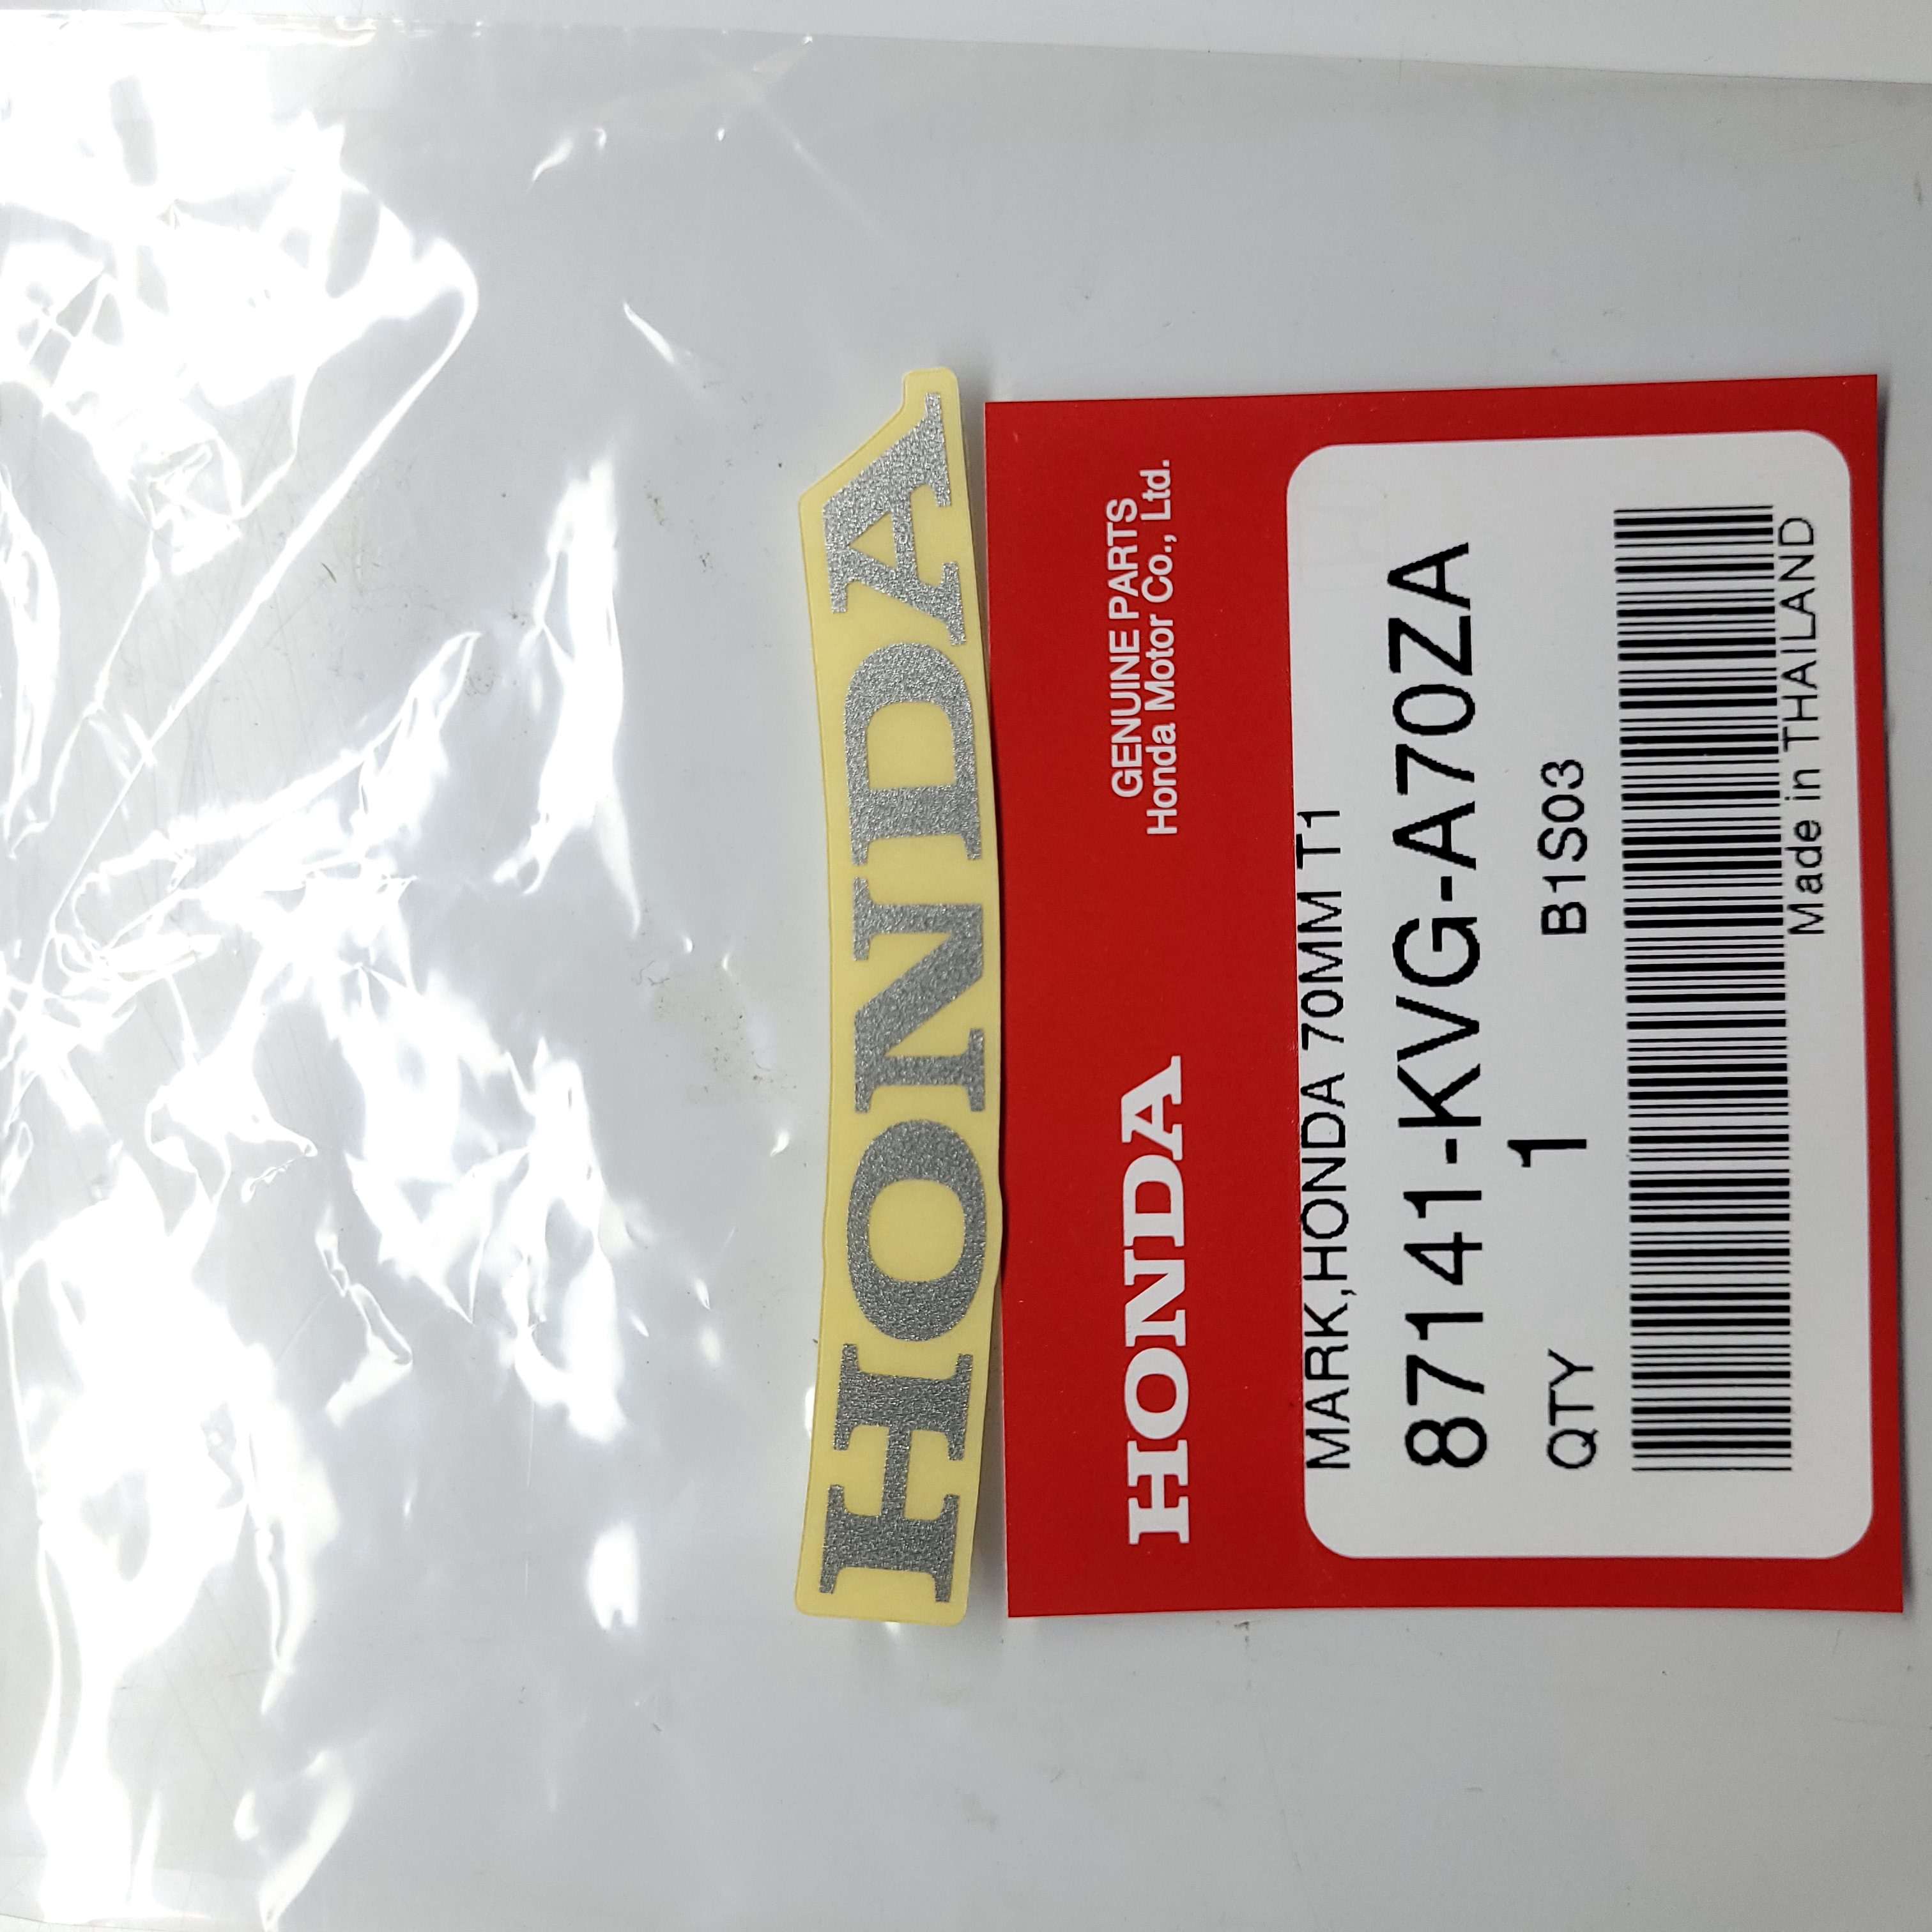 HONDA
HONDA
GENUINE PARTS
Honda Motor Co., Ltd.
MARK,HONDA 70MM T1
87141-KVG-A70ZA
QTY 1 B1S03
Made in THAILAND